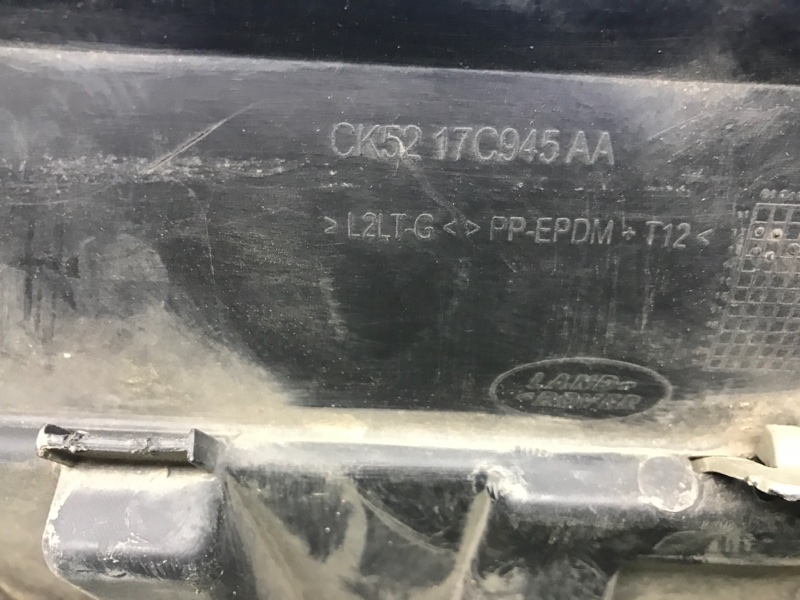 CK52 17C945 AA
> L2LT-G < > PP-EPDM + T12 <
LAND-
-ROVER